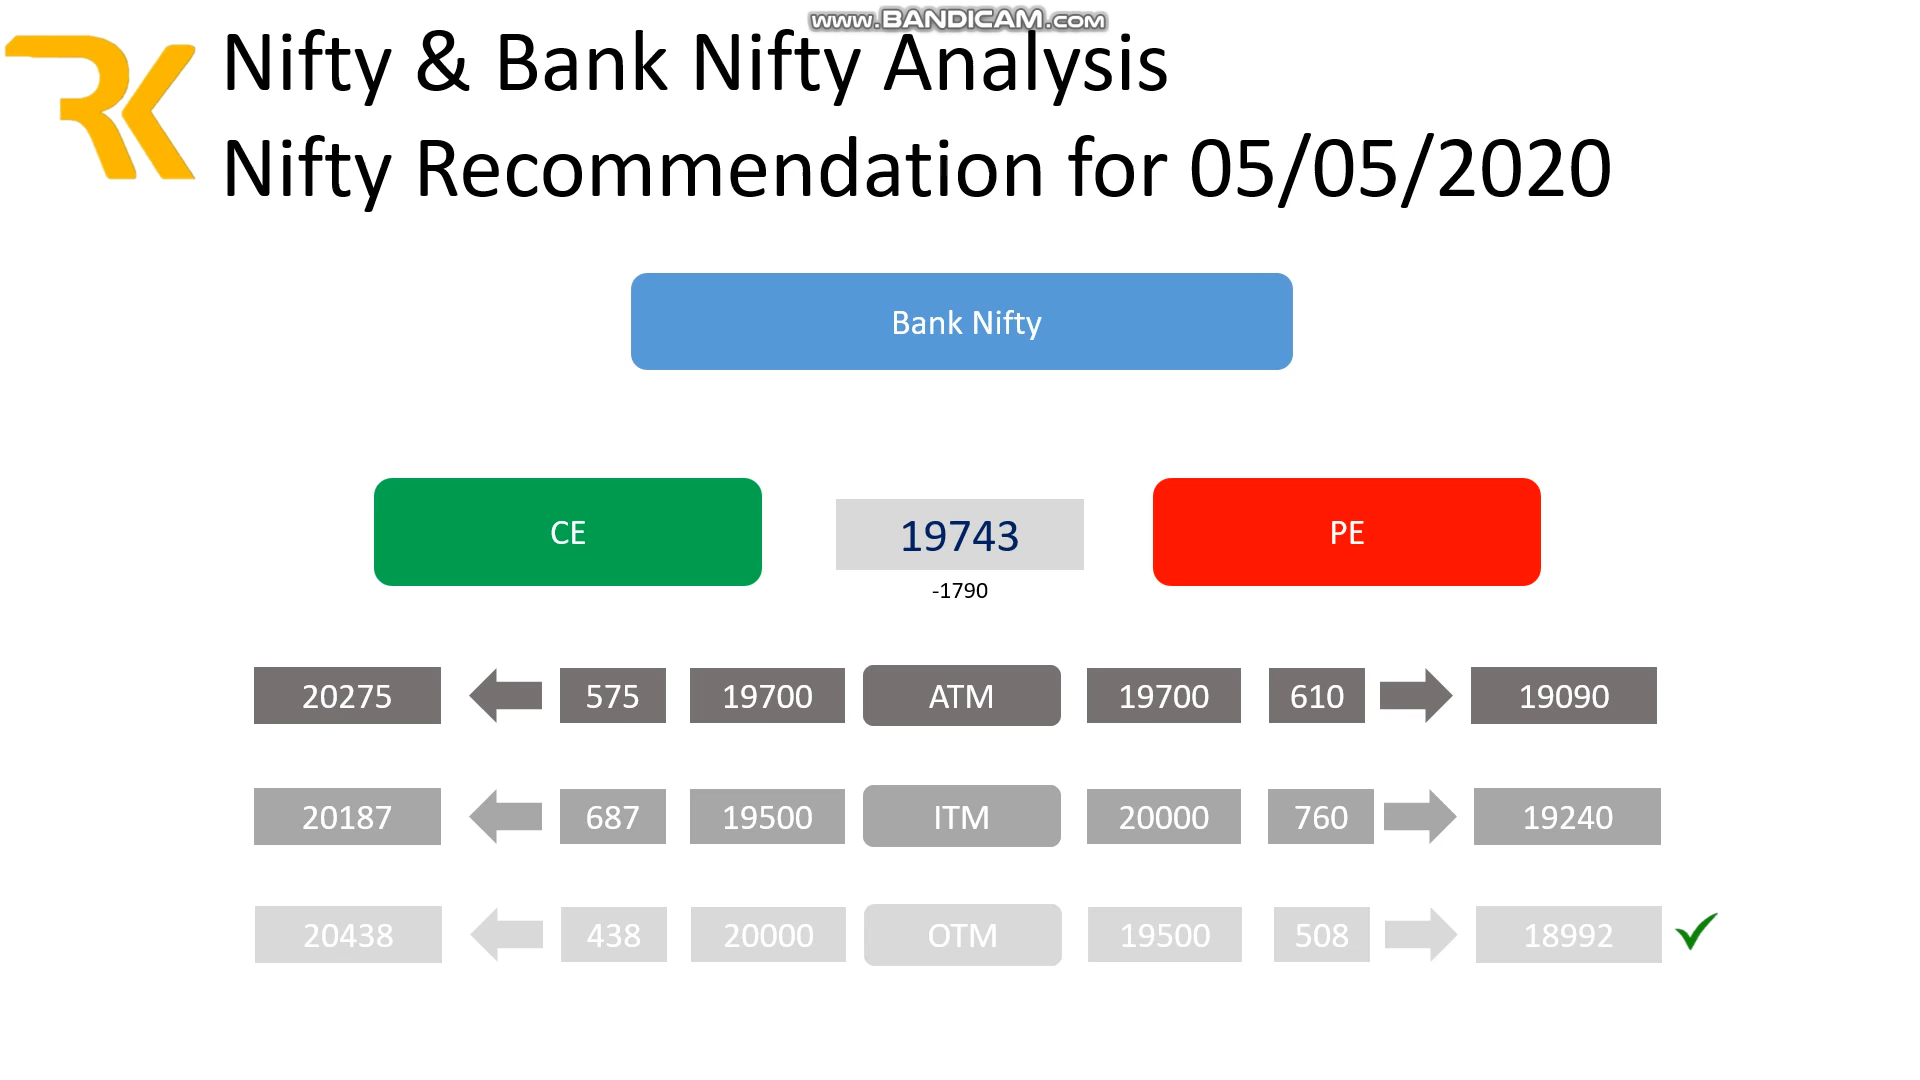 www.BANDICAM.com
RK
Nifty & Bank Nifty Analysis
Nifty Recommendation for 05/05/2020
Bank Nifty
CE 19743 PE
-1790
20275 575 19700 ATM 19700 610 19090
20187 687 19500 ITM 20000 760 19240
20438 438 20000 OTM 19500 508 18992